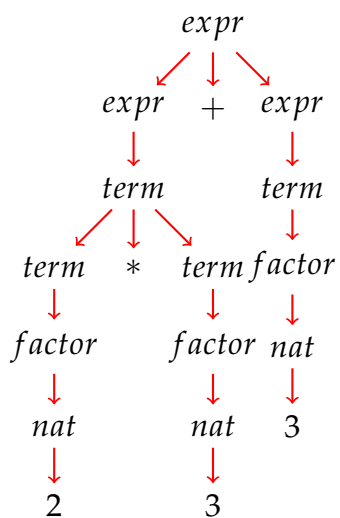 expr
expr + expr
term term
term * term factor
factor factor nat
nat nat 3
2 3